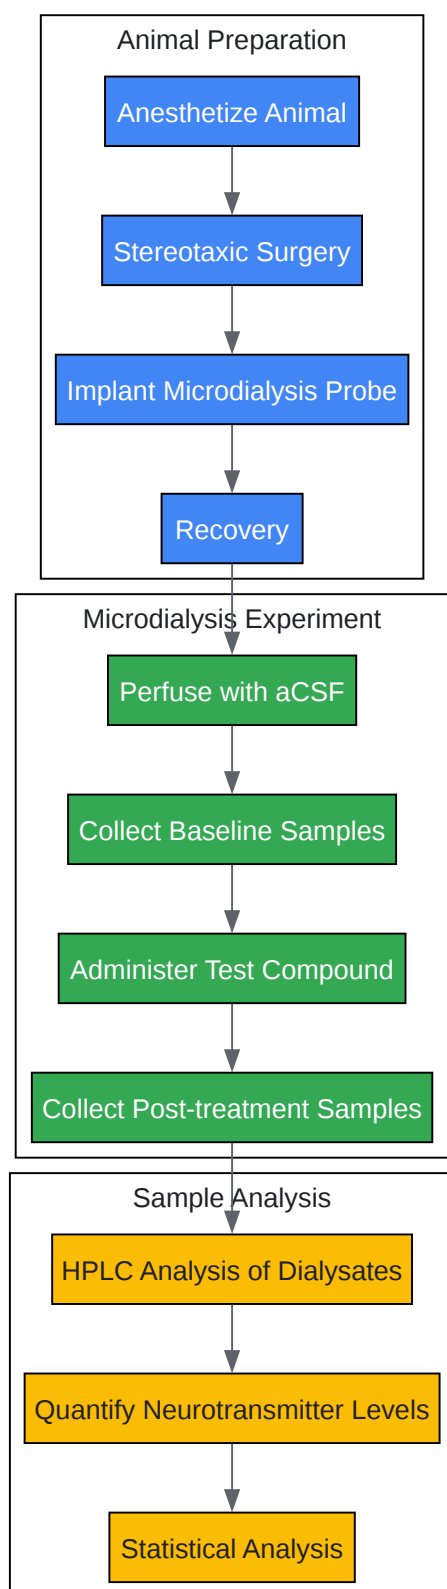 Animal Preparation
Anesthetize Animal
Stereotaxic Surgery
Implant Microdialysis Probe
Recovery
Microdialysis Experiment
Perfuse with aCSF
Collect Baseline Samples
Administer Test Compound
Collect Post-treatment Samples
Sample Analysis
HPLC Analysis of Dialysates
Quantify Neurotransmitter Levels
Statistical Analysis